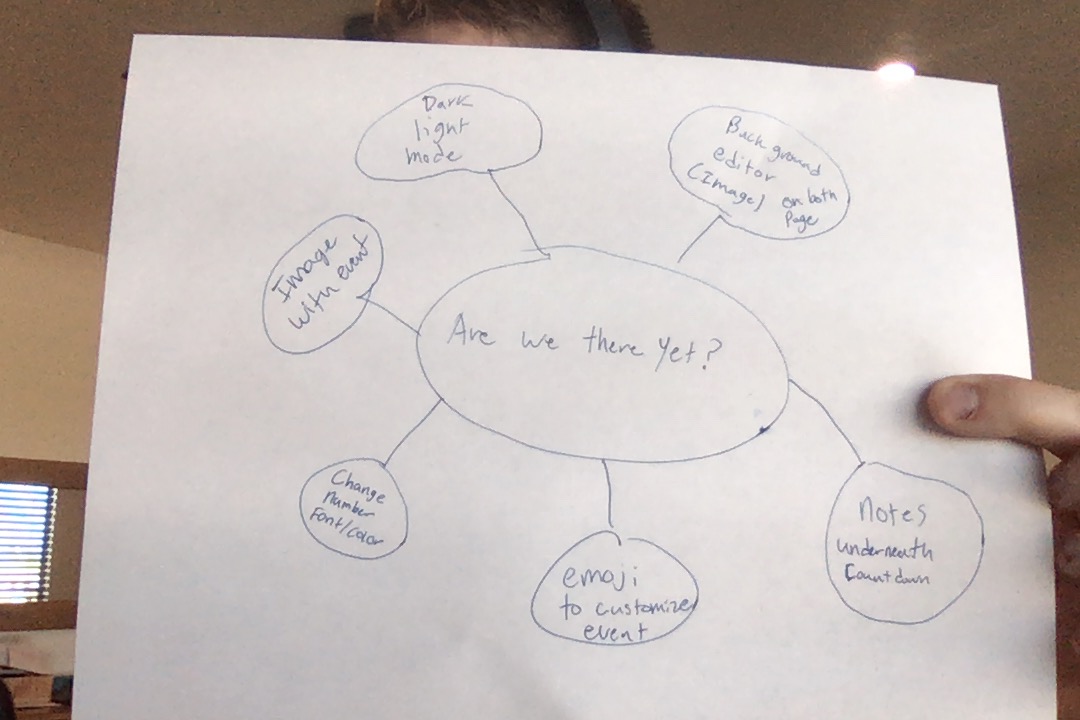 Dark
light
mode
Back ground
editor
(Image) on both
Page
Image
with event
Are we there yet?
Change
Number
Font/Color
emoji
to customize
event
notes
underneath
Countdown